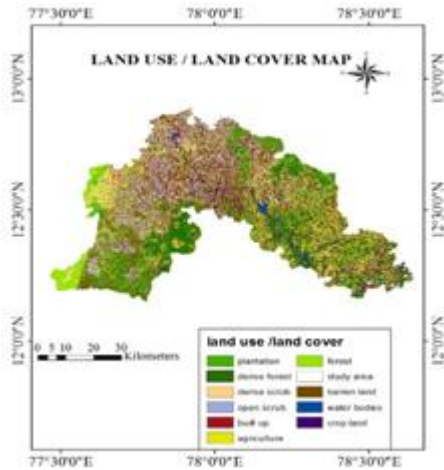 77°30'0"E 78°0'0"E 78°30'0"E
LAND USE / LAND COVER MAP
13°0'0"N 13°0'0"N
12°30'0"N 12°30'0"N
12°0'0"N 12°0'0"N
0 5 10 20 30
Kilometers
land use /land cover
plantation forest
dense forest study area
dense scrub barren land
open scrub water bodies
built up crop land
agriculture
77°30'0"E 78°0'0"E 78°30'0"E